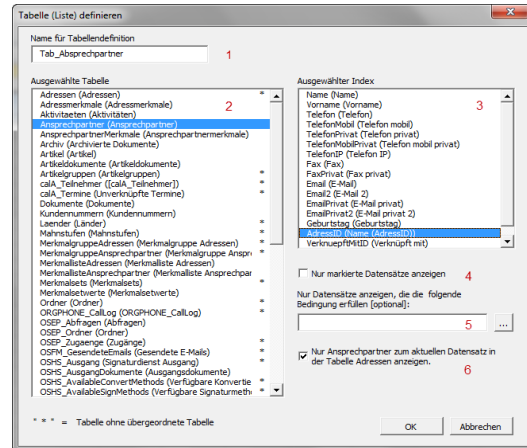 Tabelle (Liste) definieren
Name für Tabellendefinition
Tab_Absprechpartner
1
Ausgewählte Tabelle
2
Adressen (Adressen) *
Adressmerkmale (Adressmerkmale)
Aktivitaeten (Aktivitäten)
Ansprechpartner (Ansprechpartner)
AnsprechpartnerMerkmale (Ansprechpartnermerkmale)
Archiv (Archivierte Dokumente)
Artikel (Artikel)
Artikeldokumente (Artikeldokumente)
Artikelgruppen (Artikelgruppen) *
calA_Teilnehmer ([calA_Teilnehmer]) *
calA_Termine (Unverknüpfte Termine) *
Dokumente (Dokumente)
Kundennummern (Kundennummern)
Laender (Länder) *
Mahnstufen (Mahnstufen) *
MerkmalgruppeAdressen (Merkmalgruppe Adressen) *
MerkmalgruppeAnsprechpartner (Merkmalgruppe Anspre *
MerkmallisteAdressen (Merkmalliste Adressen)
MerkmallisteAnsprechpartner (Merkmalliste Ansprechpar
Merkmalsets (Merkmalsets) *
Merkmalsetwerte (Merkmalsetwerte)
Ordner (Ordner) *
ORGPHONE_CallLog (ORGPHONE_CallLog) *
OSEP_Abfragen (Abfragen)
OSEP_Ordner (Ordner)
OSEP_Zugaenge (Zugänge) *
OSFM_GesendeteEmails (Gesendete E-Mails) *
OSHS_Ausgang (Signaturdienst Ausgang) *
OSHS_AusgangDokumente (Ausgangsdokumente)
OSHS_AvailableConvertMethods (Verfügbare Konvertie *
OSHS_AvailableSignMethods (Verfügbare Signaturmeth *
" * " = Tabelle ohne übergeordnete Tabelle
Ausgewählter Index
3
Name (Name)
Vorname (Vorname)
Telefon (Telefon)
TelefonMobil (Telefon mobil)
TelefonPrivat (Telefon privat)
TelefonMobilPrivat (Telefon mobil privat)
TelefonIP (Telefon IP)
Fax (Fax)
FaxPrivat (Fax privat)
Email (E-Mail)
Email2 (E-Mail 2)
EmailPrivat (E-Mail privat)
EmailPrivat2 (E-Mail privat 2)
Geburtstag (Geburtstag)
AdressID (Name (AdressID))
VerknuepftMitID (Verknüpft mit)
Nur markierte Datensätze anzeigen
4
Nur Datensätze anzeigen, die die folgende
Bedingung erfüllen [optional]:
5
...
Nur Ansprechpartner zum aktuellen Datensatz in
der Tabelle Adressen anzeigen.
6
OK
Abbrechen